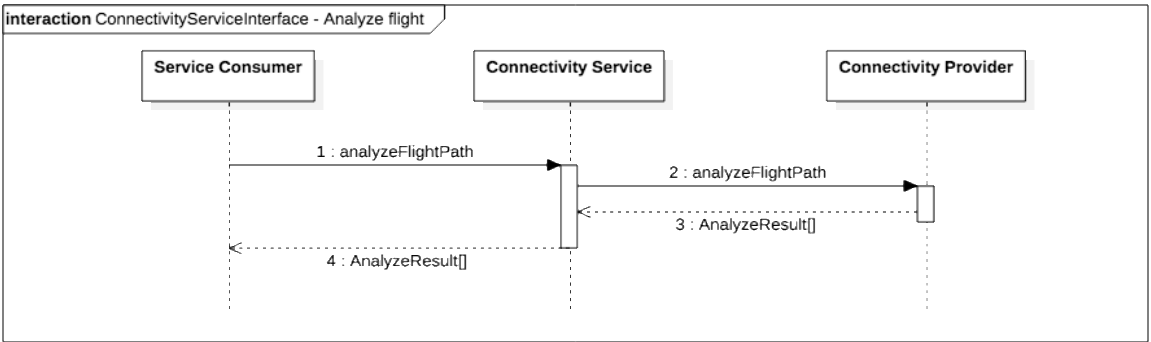 interaction ConnectivityServiceInterface - Analyze flight
Service Consumer
Connectivity Service
Connectivity Provider
1 : analyzeFlightPath
2 : analyzeFlightPath
3 : AnalyzeResult[]
4 : AnalyzeResult[]